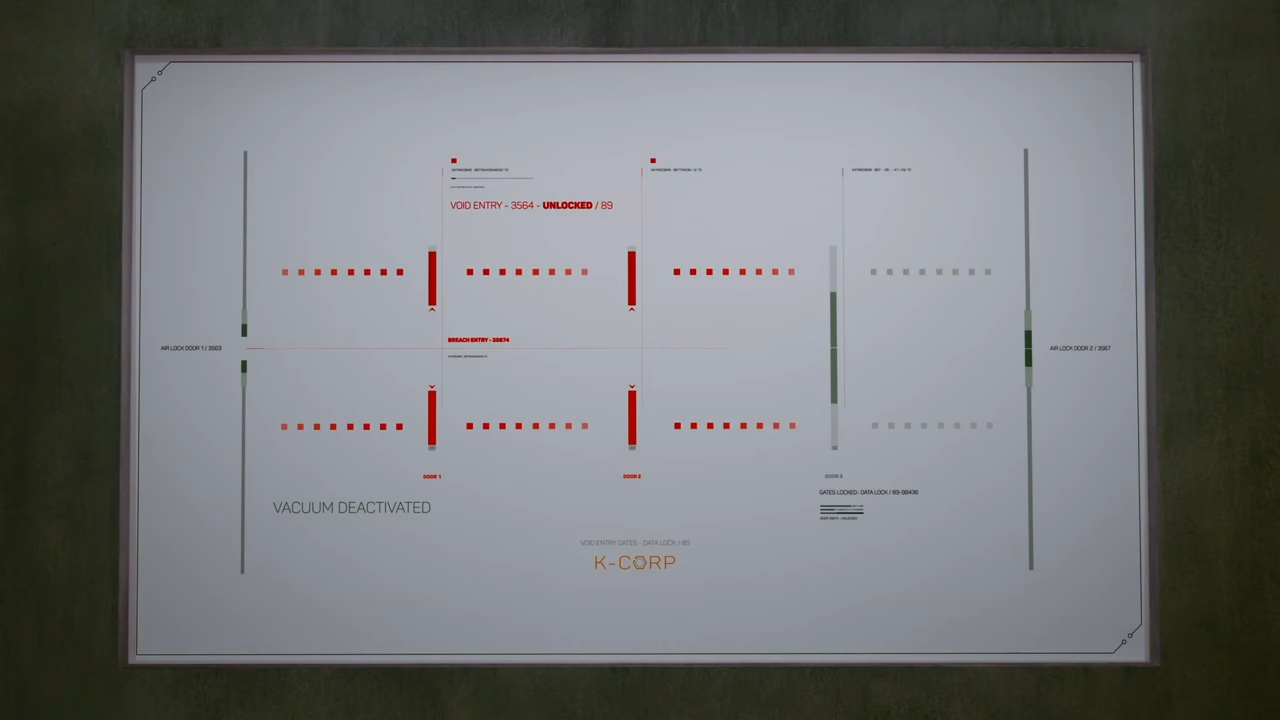 VOID ENTRY - 3564 - UNLOCKED / 89
BREACH ENTRY - 35674
AIR LOCK DOOR 1 / 3563
AIR LOCK DOOR 2 / 3567
DOOR 1
DOOR 2
DOOR 3
GATES LOCKED- DATA LOCK / 89-98436
VACUUM DEACTIVATED
VOID ENTRY GATES - DATA LOCK / 89
K-CORP